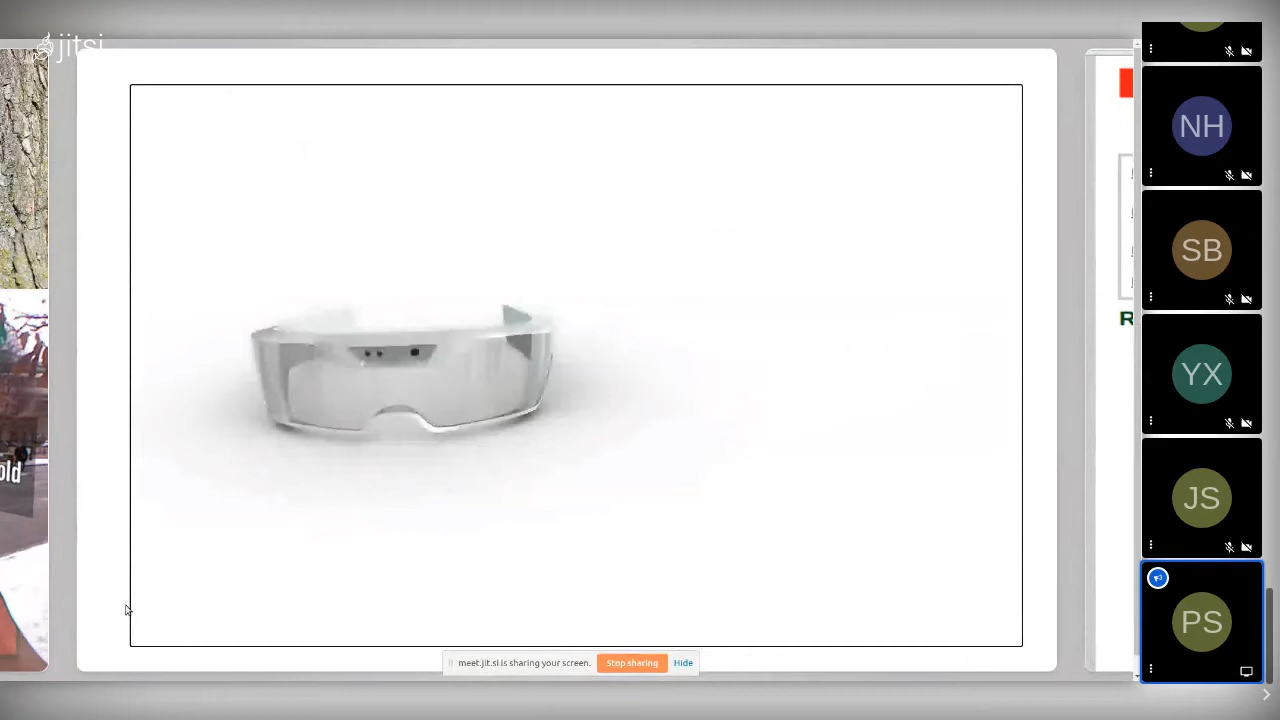 jitsi
old
R
NH
SB
YX
JS
PS
meet.jit.si is sharing your screen. Stop sharing Hide